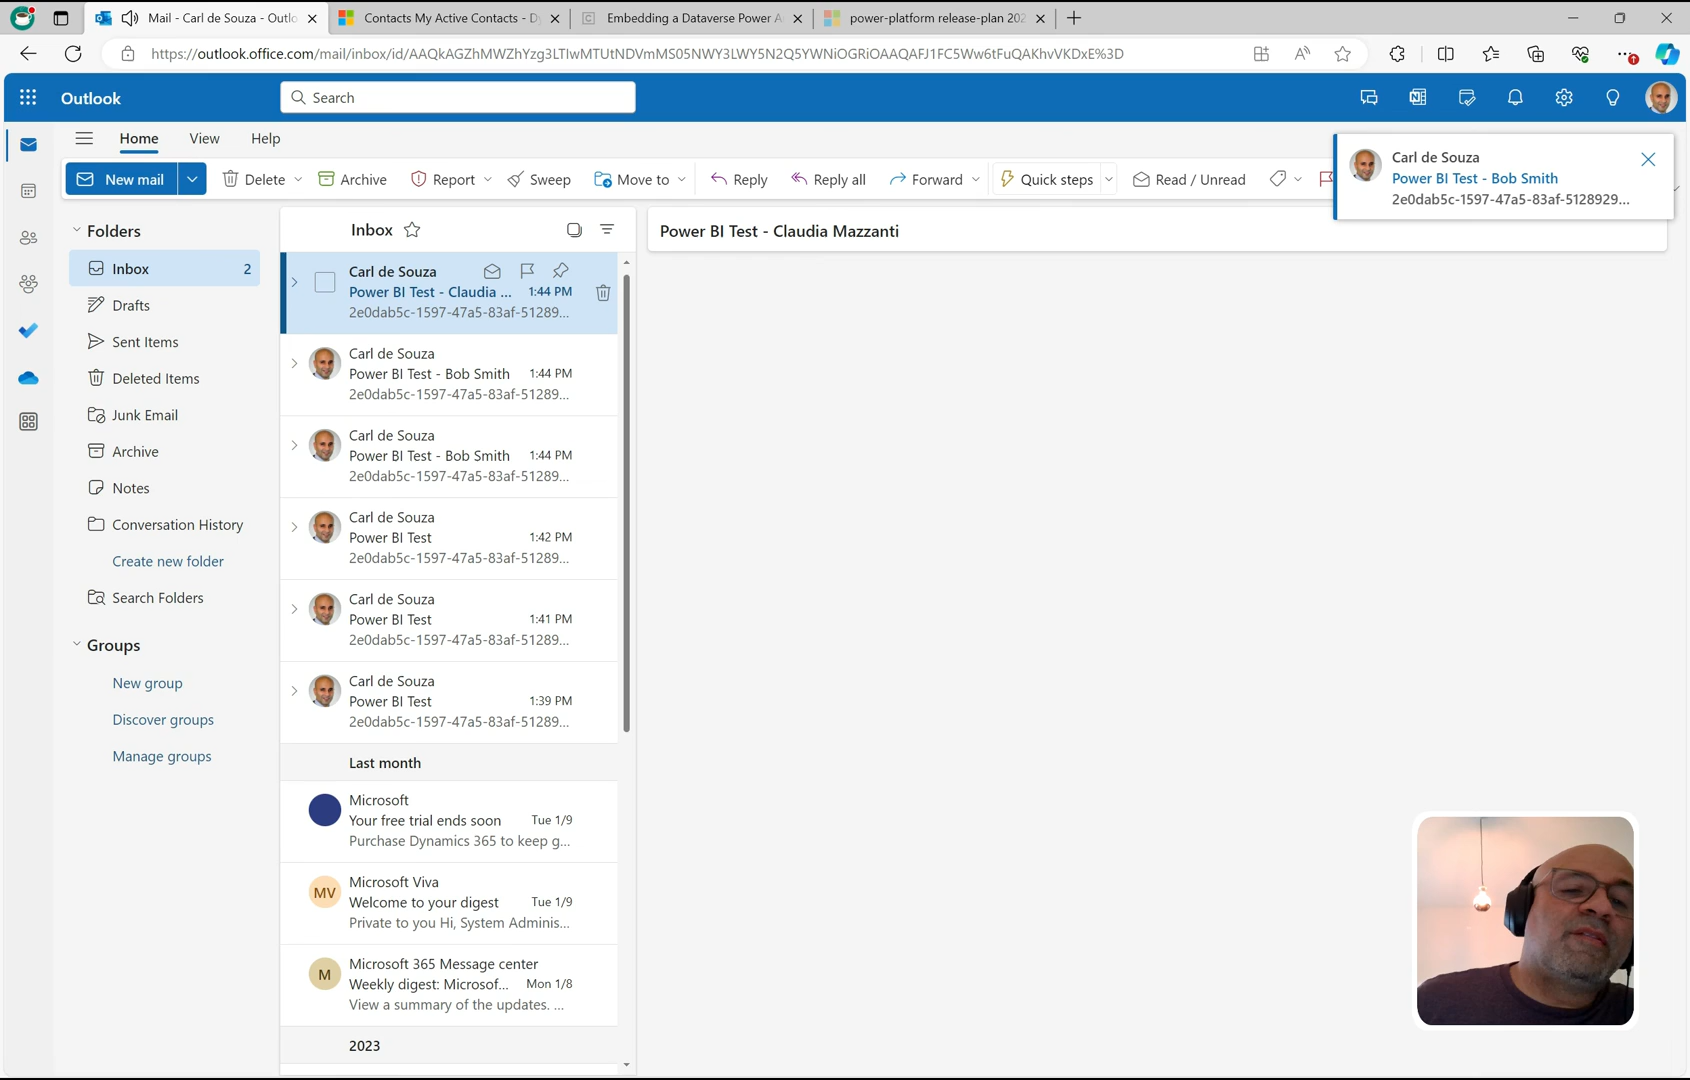 Mail - Carl de Souza - Outlo
Contacts My Active Contacts - Dy
Embedding a Dataverse Power A
power-platform release-plan 202
https://outlook.office.com/mail/inbox/id/AAQkAGZhMWZhYzg3LTIwMTUtNDVmMS05NWY3LWY5N2Q5YWNiOGRiOAAQAFJ1FC5Ww6tFuQAKhvVKDxE%3D
Outlook
Search
Home
View
Help
New mail
Delete
Archive
Report
Sweep
Move to
Reply
Reply all
Forward
Quick steps
Read / Unread
Carl de Souza
Power BI Test - Bob Smith
2e0dab5c-1597-47a5-83af-5128929...
Folders
Inbox 2
Drafts
Sent Items
Deleted Items
Junk Email
Archive
Notes
Conversation History
Create new folder
Search Folders
Groups
New group
Discover groups
Manage groups
Inbox
Carl de Souza
Power BI Test - Claudia ... 1:44 PM
2e0dab5c-1597-47a5-83af-51289...
Carl de Souza
Power BI Test - Bob Smith 1:44 PM
2e0dab5c-1597-47a5-83af-51289...
Carl de Souza
Power BI Test - Bob Smith 1:44 PM
2e0dab5c-1597-47a5-83af-51289...
Carl de Souza
Power BI Test 1:42 PM
2e0dab5c-1597-47a5-83af-51289...
Carl de Souza
Power BI Test 1:41 PM
2e0dab5c-1597-47a5-83af-51289...
Carl de Souza
Power BI Test 1:39 PM
2e0dab5c-1597-47a5-83af-51289...
Last month
Microsoft
Your free trial ends soon Tue 1/9
Purchase Dynamics 365 to keep g...
MV
Microsoft Viva
Welcome to your digest Tue 1/9
Private to you Hi, System Adminis...
M
Microsoft 365 Message center
Weekly digest: Microsof... Mon 1/8
View a summary of the updates. ...
2023
Power BI Test - Claudia Mazzanti